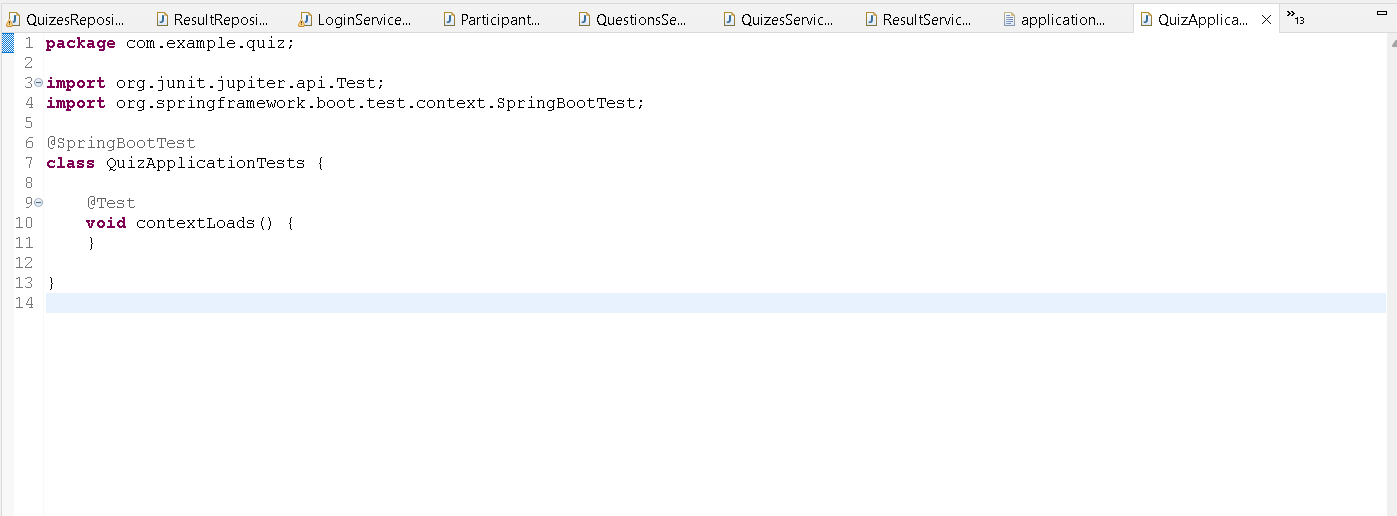 QuizesReposi... ResultReposi... LoginService... Participant... QuestionsSe... QuizesServic... ResultServic... application... QuizApplica... »13
1 package com.example.quiz;
2
3 import org.junit.jupiter.api.Test;
4 import org.springframework.boot.test.context.SpringBootTest;
5
6 @SpringBootTest
7 class QuizApplicationTests {
8
9 @Test
10 void contextLoads() {
11 }
12
13 }
14